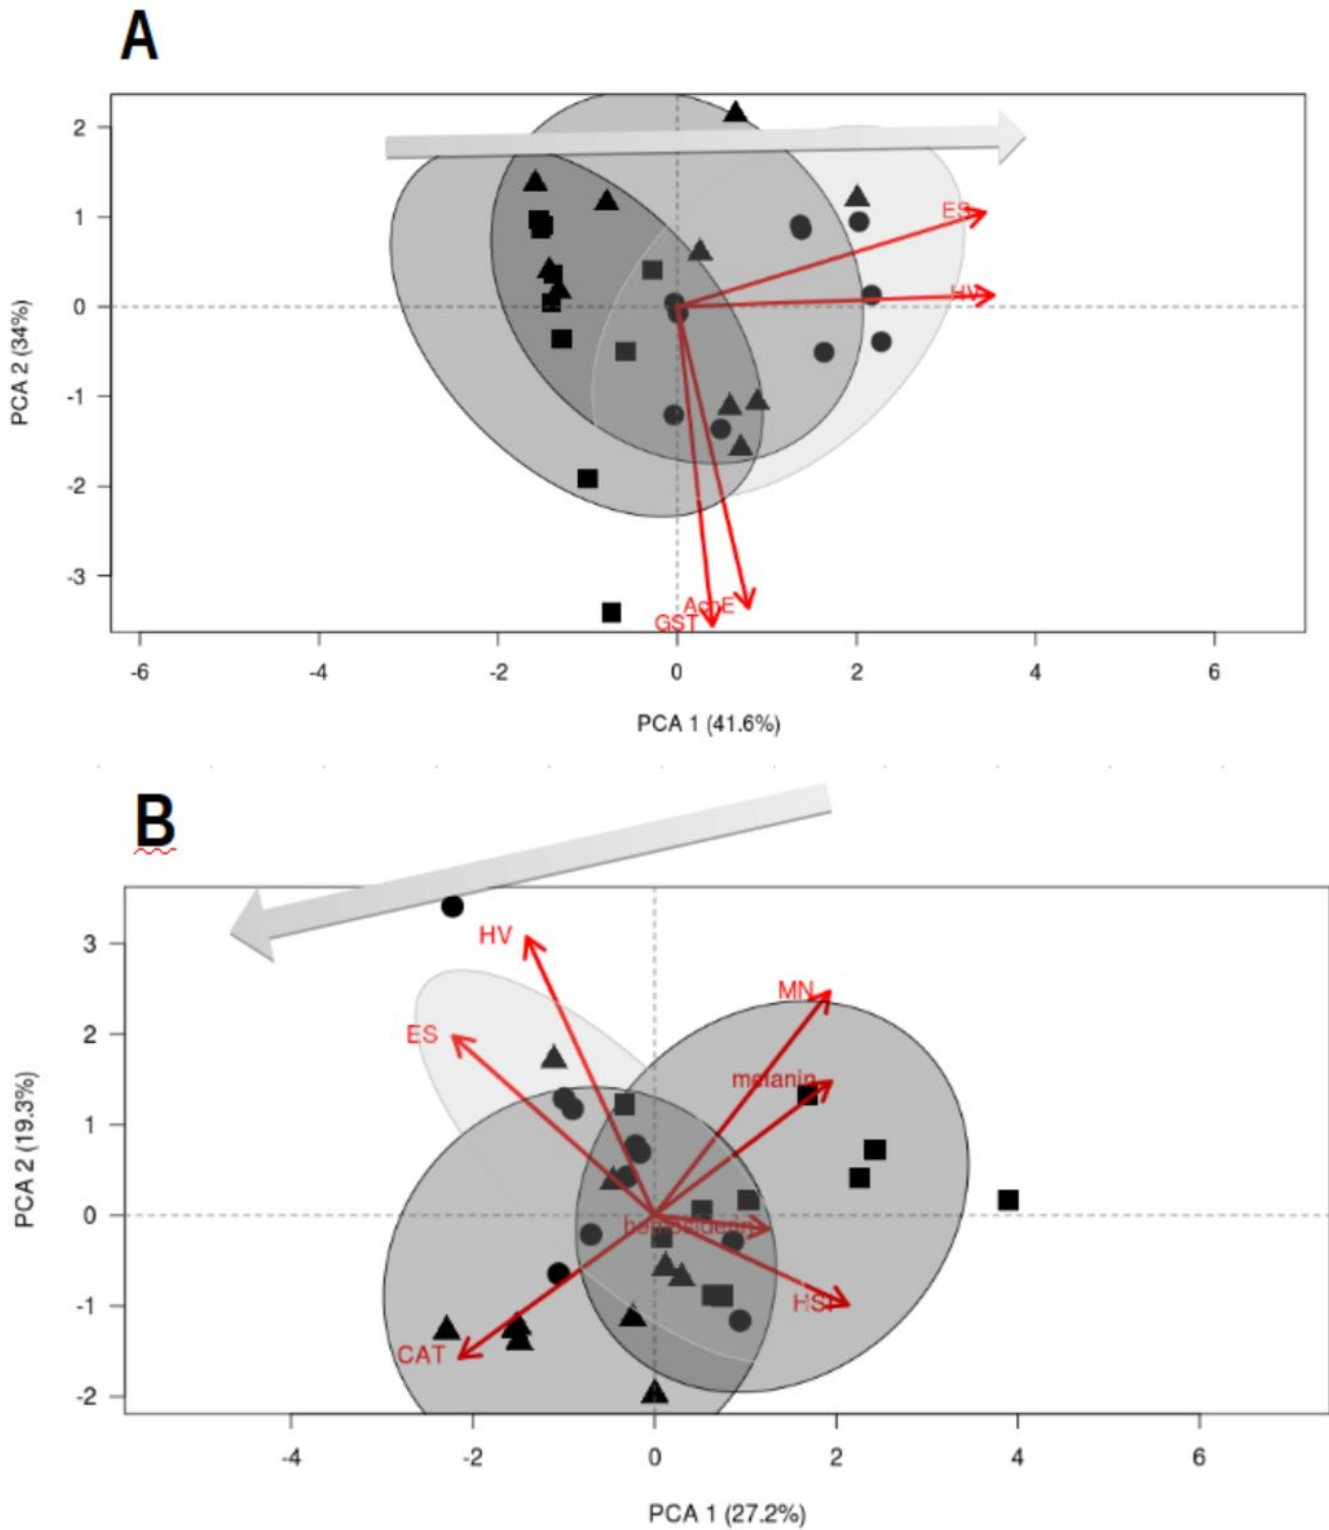 A
2
1
0
-1
-2
-3
PCA 2 (34%)
ES
HV
AchE
GST
-6 -4 -2 0 2 4 6
PCA 1 (41.6%)
B
3
2
1
0
-1
-2
PCA 2 (19.3%)
HV
MN
ES
melanin
hemosiderin
HSI
CAT
-4 -2 0 2 4 6
PCA 1 (27.2%)